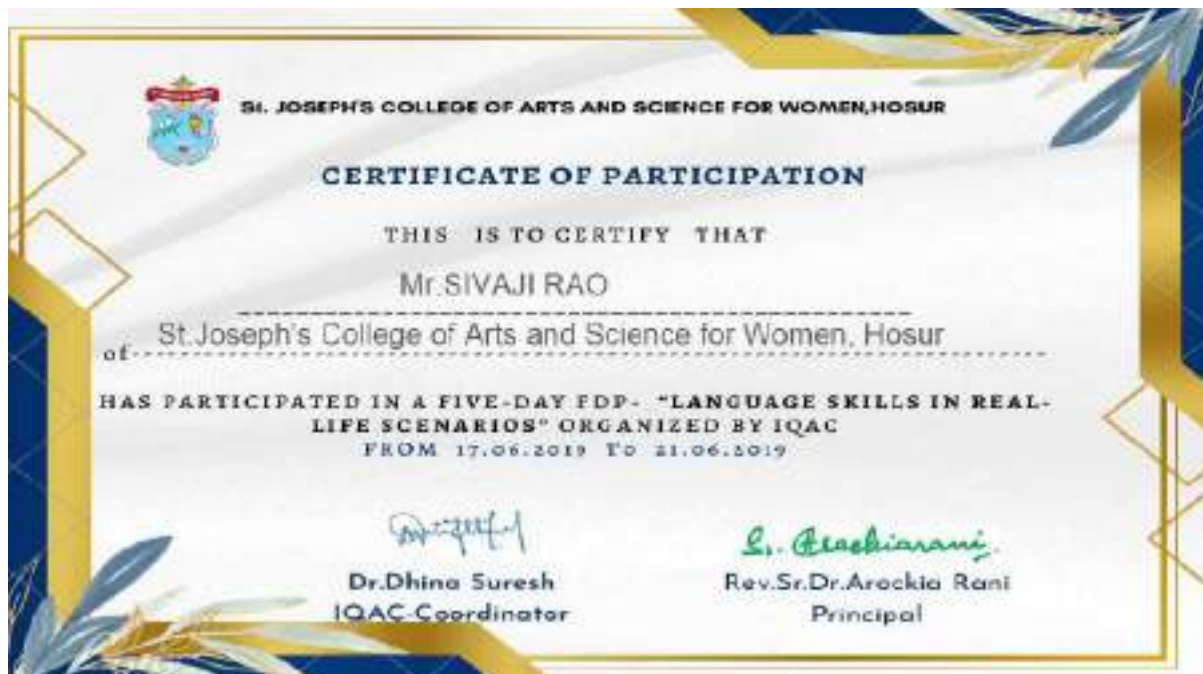 St. JOSEPH'S COLLEGE OF ARTS AND SCIENCE FOR WOMEN,HOSUR
CERTIFICATE OF PARTICIPATION
THIS IS TO CERTIFY THAT
Mr.SIVAJI RAO
of St.Joseph's College of Arts and Science for Women, Hosur
HAS PARTICIPATED IN A FIVE-DAY FDP- "LANGUAGE SKILLS IN REAL-
LIFE SCENARIOS" ORGANIZED BY IQAC
FROM 17.06.2019 TO 21.06.2019
Dr.Dhina Suresh
Rev.Sr.Dr.Arockia Rani
IQAC-Coordinator
Principal